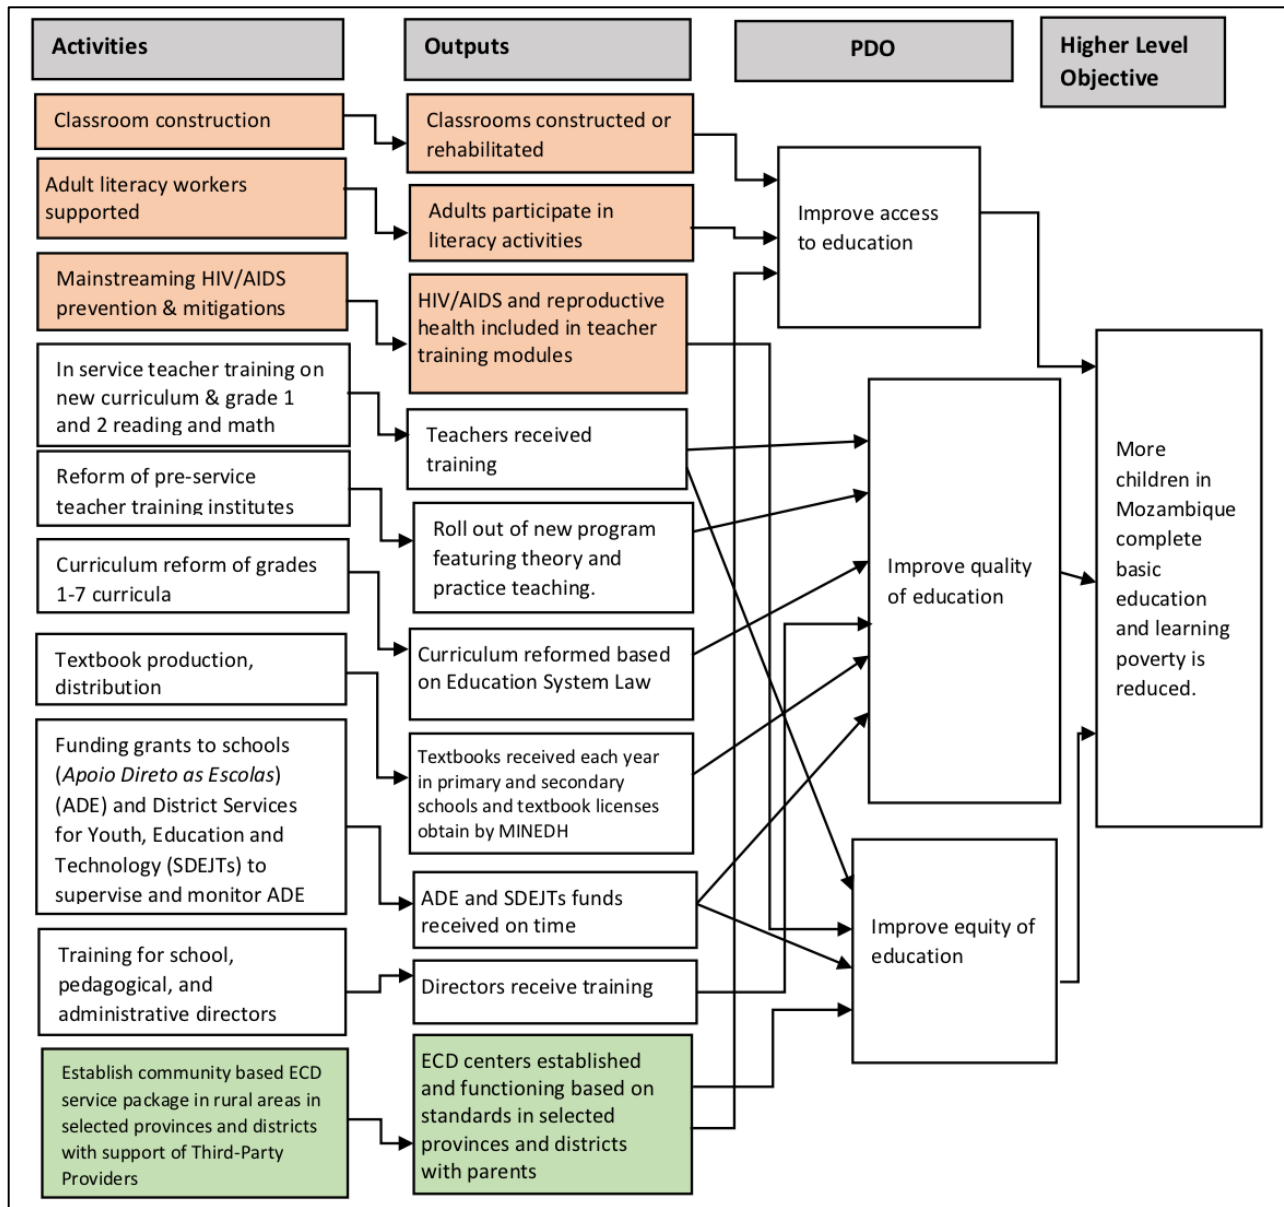 Activities
Outputs
PDO
Higher Level
Objective
Classroom construction
Adult literacy workers
supported
Mainstreaming HIV/AIDS
prevention & mitigations
In service teacher training on
new curriculum & grade 1
and 2 reading and math
Reform of pre-service
teacher training institutes
Curriculum reform of grades
1-7 curricula
Textbook production,
distribution
Funding grants to schools
(Apoio Direto as Escolas)
(ADE) and District Services
for Youth, Education and
Technology (SDEJTs) to
supervise and monitor ADE
Training for school,
pedagogical, and
administrative directors
Establish community based ECD
service package in rural areas in
selected provinces and districts
with support of Third-Party
Providers
Classrooms constructed or
rehabilitated
Adults participate in
literacy activities
HIV/AIDS and reproductive
health included in teacher
training modules
Teachers received
training
Roll out of new program
featuring theory and
practice teaching.
Curriculum reformed based
on Education System Law
Textbooks received each year
in primary and secondary
schools and textbook licenses
obtain by MINEDH
ADE and SDEJTs funds
received on time
Directors receive training
ECD centers established
and functioning based on
standards in selected
provinces and districts
with parents
Improve access
to education
Improve quality
of education
Improve equity of
education
More
children in
Mozambique
complete
basic
education
and learning
poverty is
reduced.